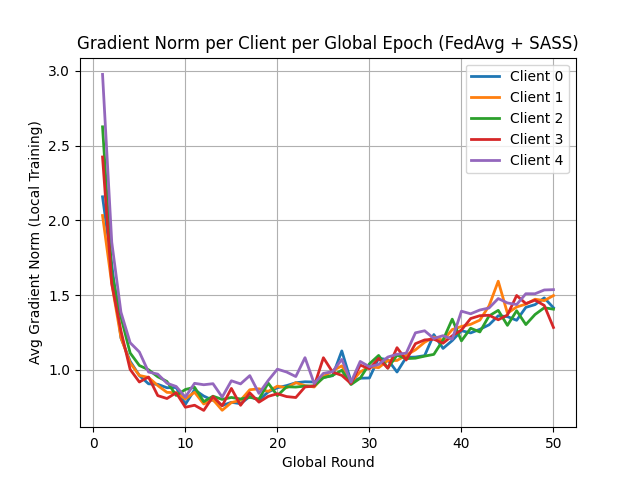 Gradient Norm per Client per Global Epoch (FedAvg + SASS)
Avg Gradient Norm (Local Training)
3.0
2.5
2.0
1.5
1.0
Client 0
Client 1
Client 2
Client 3
Client 4
0
10
20
30
40
50
Global Round